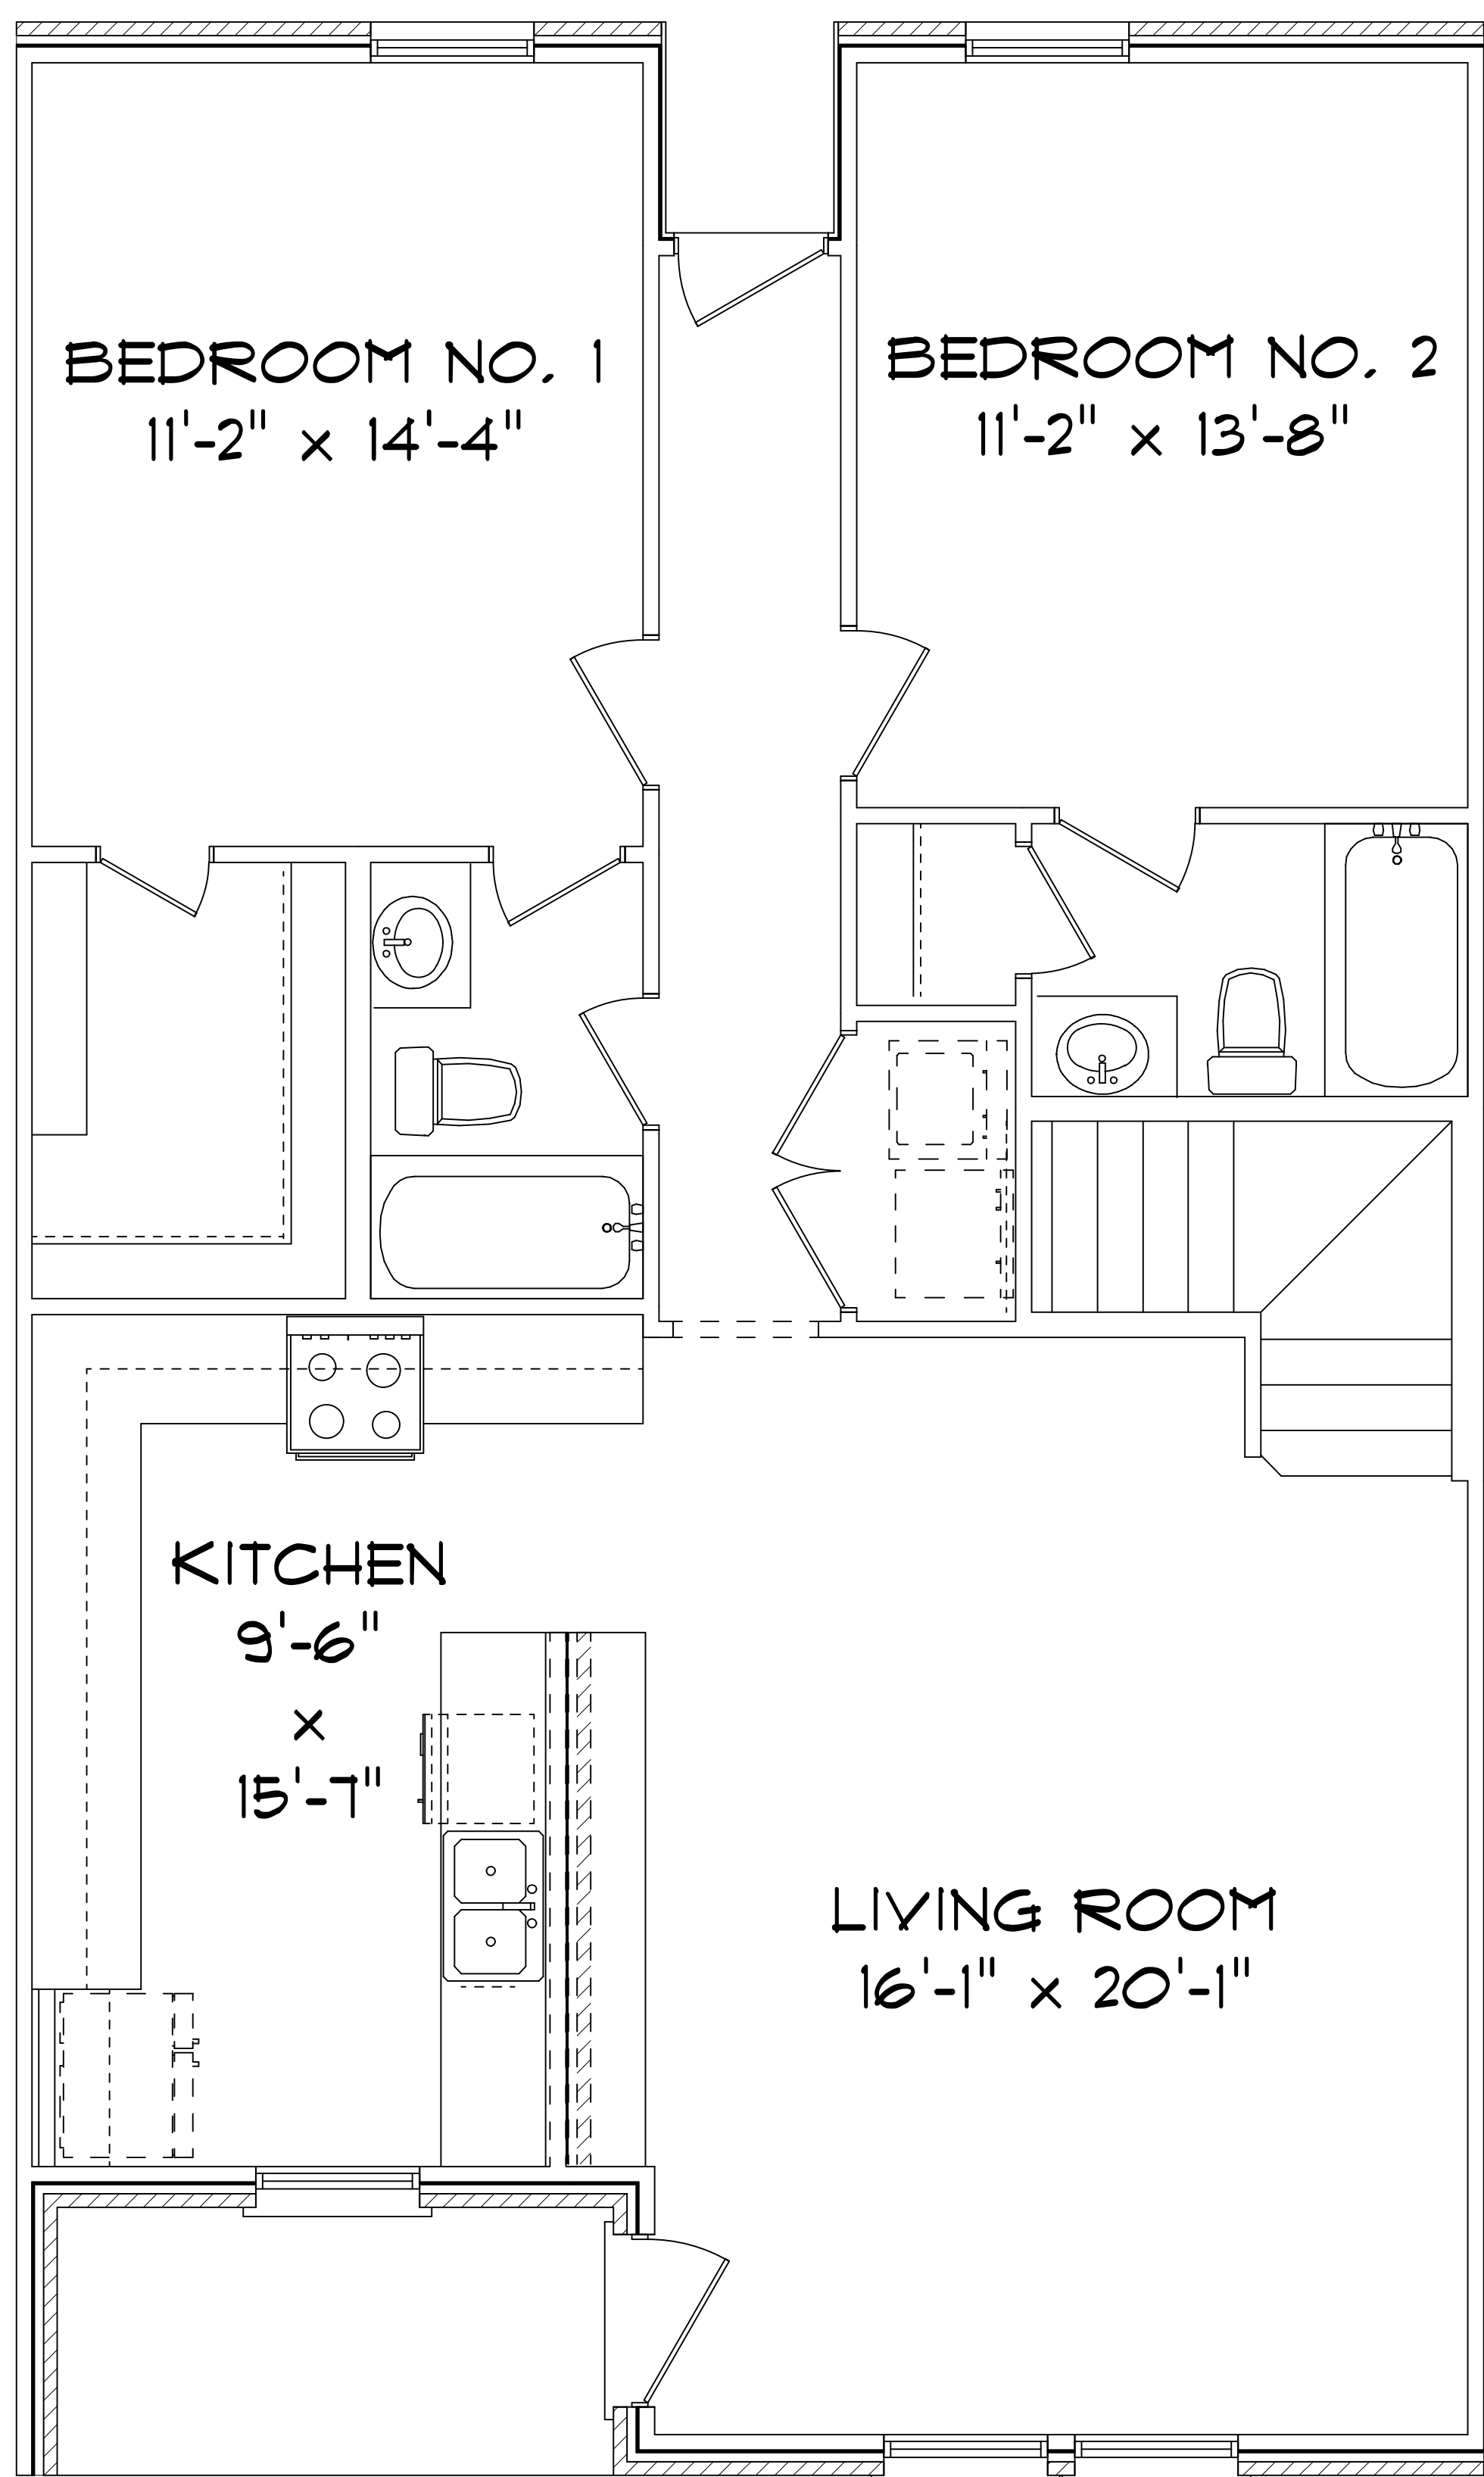 BEDROOM NO. 1
11'-2" x 14'-4"
BEDROOM NO. 2
11'-2" x 13'-8"
KITCHEN
9'-6"
x
15'-7"
LIVING ROOM
16'-1" x 20'-1"